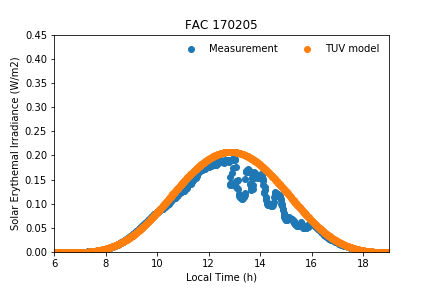 FAC 170205
Measurement
TUV model
Solar Erythemal Irradiance (W/m2)
0.45
0.40
0.35
0.30
0.25
0.20
0.15
0.10
0.05
0.00
6 8 10 12 14 16 18
Local Time (h)